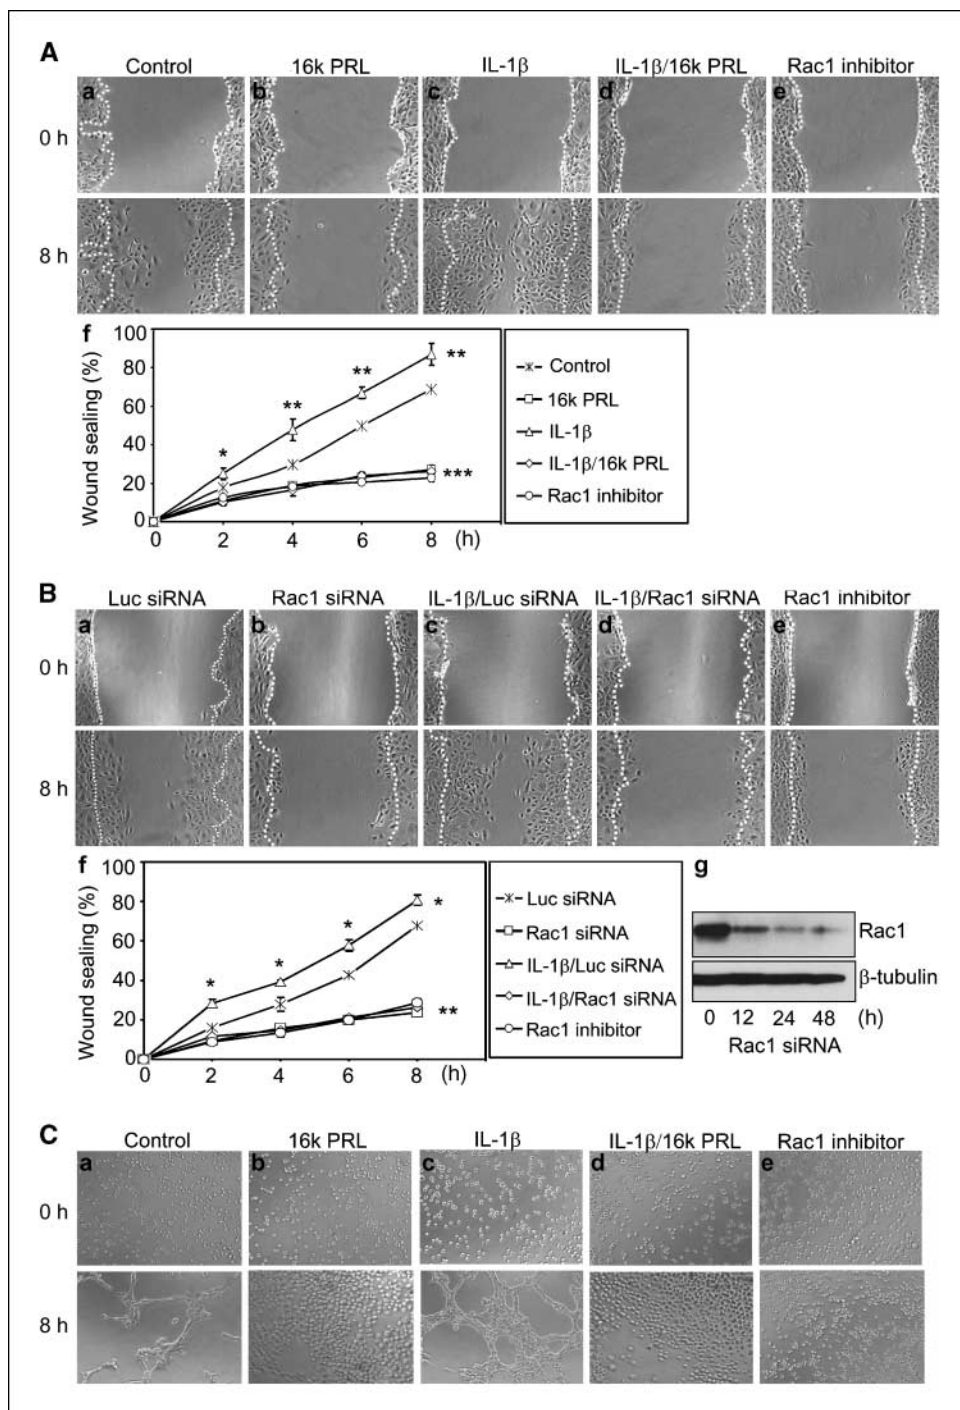 A
Control 16k PRL IL-1β IL-1β/16k PRL Rac1 inhibitor
a b c d e
0 h
8 h
f
100
80
60
40
20
0
Wound sealing (%)
*
**
**
**
***
0 2 4 6 8 (h)
Control
16k PRL
IL-1β
IL-1β/16k PRL
Rac1 inhibitor
B
Luc siRNA Rac1 siRNA IL-1β/Luc siRNA IL-1β/Rac1 siRNA Rac1 inhibitor
a b c d e
0 h
8 h
f
100
80
60
40
20
0
Wound sealing (%)
*
*
*
*
**
0 2 4 6 8 (h)
Luc siRNA
Rac1 siRNA
IL-1β/Luc siRNA
IL-1β/Rac1 siRNA
Rac1 inhibitor
g
Rac1
β-tubulin
0 12 24 48 (h)
Rac1 siRNA
C
Control 16k PRL IL-1β IL-1β/16k PRL Rac1 inhibitor
a b c d e
0 h
8 h